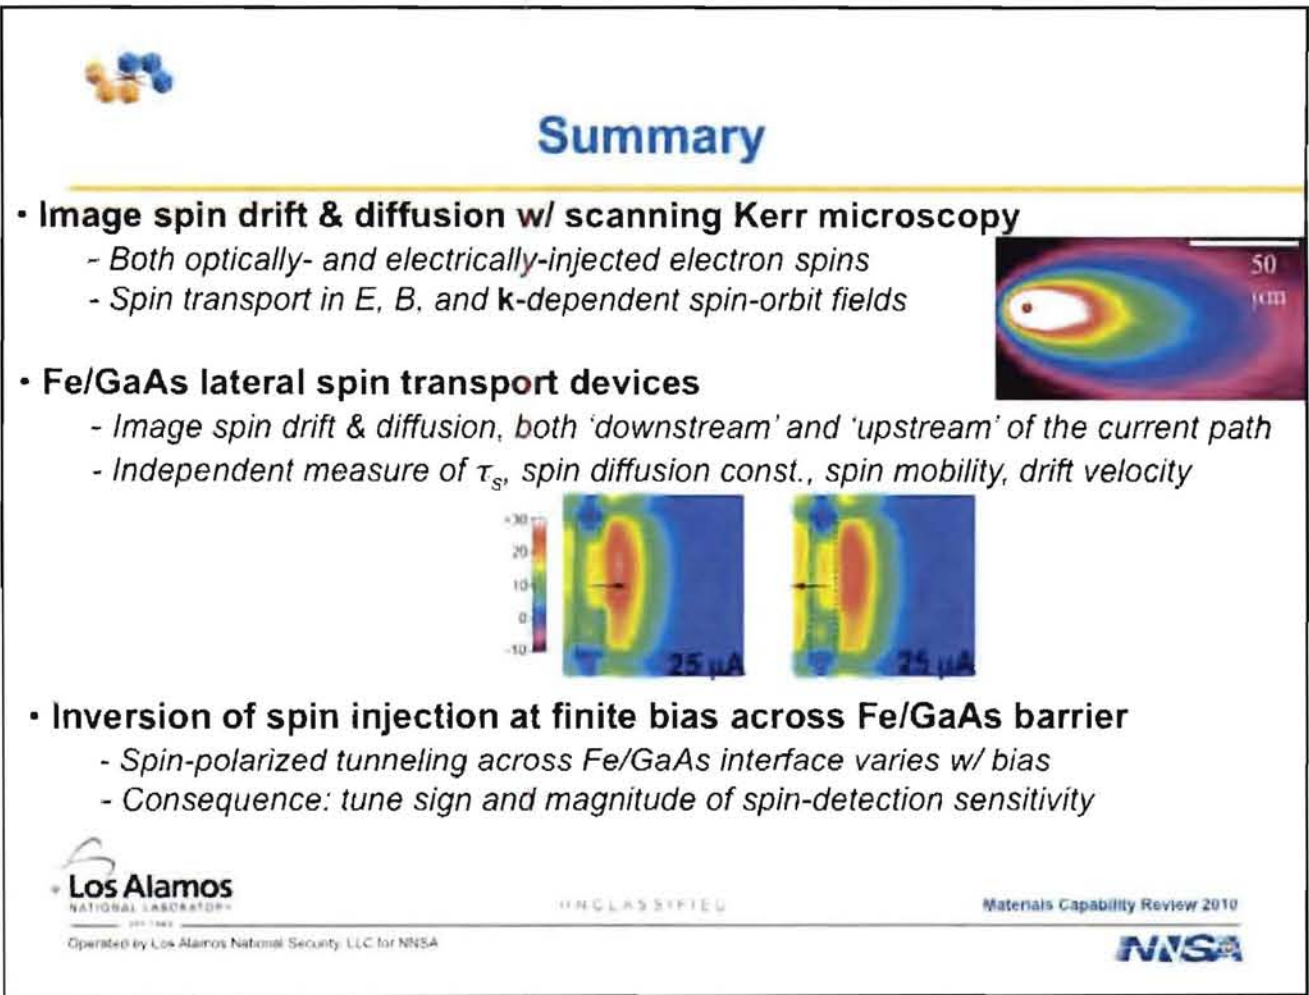 Summary
· Image spin drift & diffusion w/ scanning Kerr microscopy
- Both optically- and electrically-injected electron spins
- Spin transport in E, B, and k-dependent spin-orbit fields
50
μm
· Fe/GaAs lateral spin transport devices
- Image spin drift & diffusion, both ‘downstream’ and ‘upstream’ of the current path
- Independent measure of τs, spin diffusion const., spin mobility, drift velocity
+30
20
10
0
-10
25 μA
25 μA
· Inversion of spin injection at finite bias across Fe/GaAs barrier
- Spin-polarized tunneling across Fe/GaAs interface varies w/ bias
- Consequence: tune sign and magnitude of spin-detection sensitivity
Los Alamos
NATIONAL LABORATORY
UNCLASSIFIED
Materials Capability Review 2010
Operated by Los Alamos National Security, LLC for NNSA
NNSA